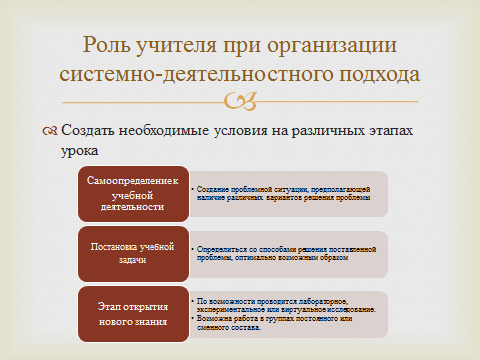 Роль учителя при организации
системно-деятельностного подхода
Создать необходимые условия на различных этапах
урока
Самоопределение к
учебной
деятельности
• Создание проблемной ситуации, предполагающей
наличие различных вариантов решения проблемы
Постановка учебной
задачи
• Определиться со способами решения поставленной
проблемы, оптимально возможным образом
Этап открытия
нового знания
• По возможности проводится лабораторное,
экспериментальное или виртуальное исследование.
• Возможна работа в группах постоянного или
сменного состава.